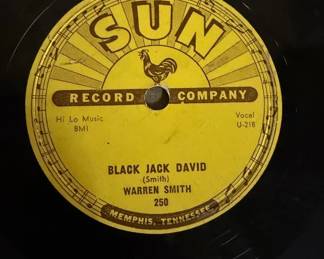 SUN
RECORD COMPANY
Hi Lo Music
BMI
Vocal
U-218
BLACK JACK DAVID
(Smith)
WARREN SMITH
250
MEMPHIS, TENNESSEE